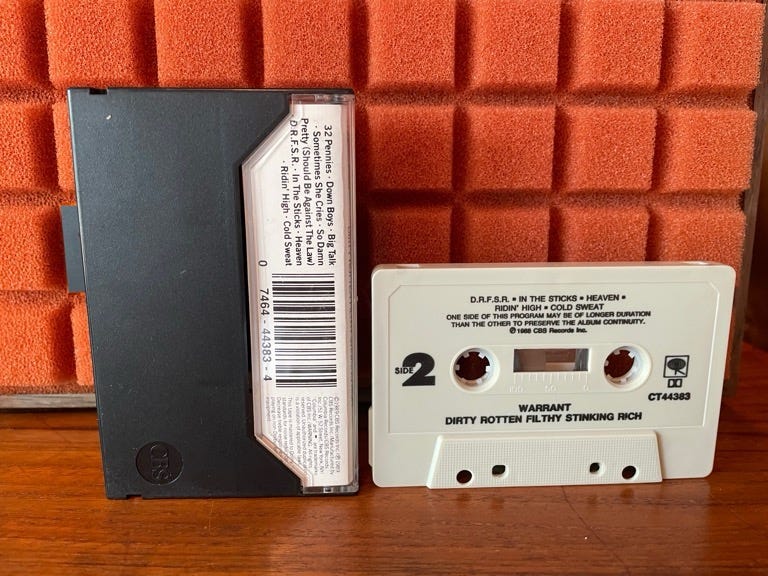 32 Pennies · Down Boys · Big Talk
· Sometimes She Cries · So Damn
Pretty (Should Be Against The Law)
D.R.F.S.R. · In The Sticks · Heaven
· Ridin' High · Cold Sweat
0 7464-44383-4
CBS
D.R.F.S.R. • IN THE STICKS • HEAVEN •
RIDIN' HIGH • COLD SWEAT
ONE SIDE OF THIS PROGRAM MAY BE OF LONGER DURATION
THAN THE OTHER TO PRESERVE THE ALBUM CONTINUITY.
℗1988 CBS Records Inc.
SIDE 2
100 50 0
CT44383
WARRANT
DIRTY ROTTEN FILTHY STINKING RICH